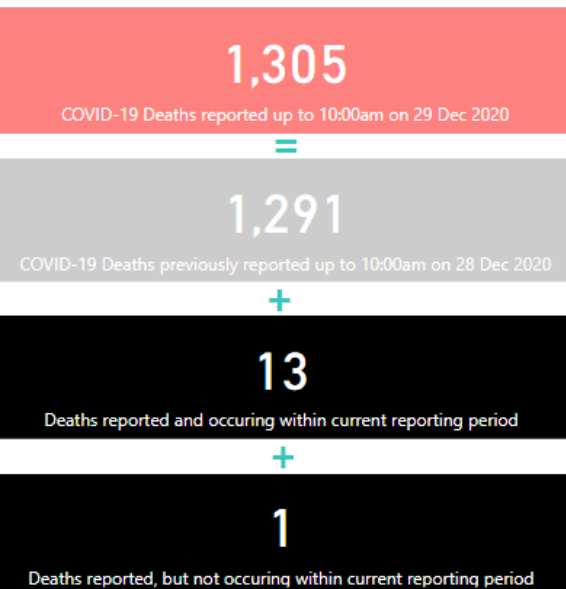 1,305
COVID-19 Deaths reported up to 10:00am on 29 Dec 2020
=
1,291
COVID-19 Deaths previously reported up to 10:00am on 28 Dec 2020
+
13
Deaths reported and occuring within current reporting period
+
1
Deaths reported, but not occuring within current reporting period